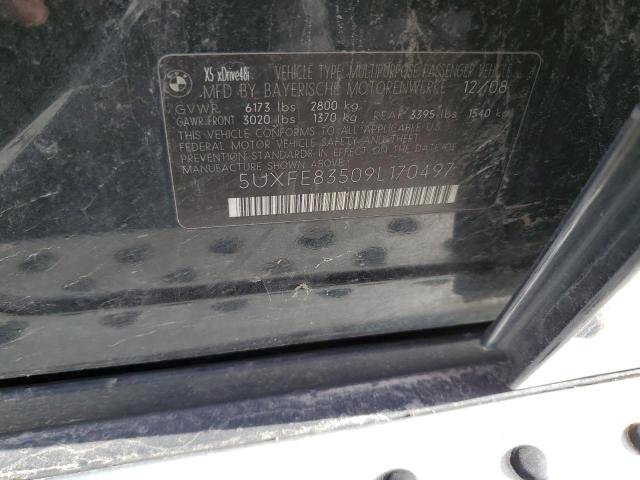 X5 xDrive48i VEHICLE TYPE: MULTIPURPOSE PASSENGER VEHICLE
MFD BY BAYERISCHE MOTORENWERKE 12/08
GVWR 6173 lbs 2800 kg
GAWR FRONT 3020 lbs 1370 kg REAR 3395 lbs 1540 kg
THIS VEHICLE CONFORMS TO ALL APPLICABLE U.S.
FEDERAL MOTOR VEHICLE SAFETY AND THEFT
PREVENTION STANDARDS IN EFFECT ON THE DATE OF
MANUFACTURE SHOWN ABOVE.
5UXFE83509L170497